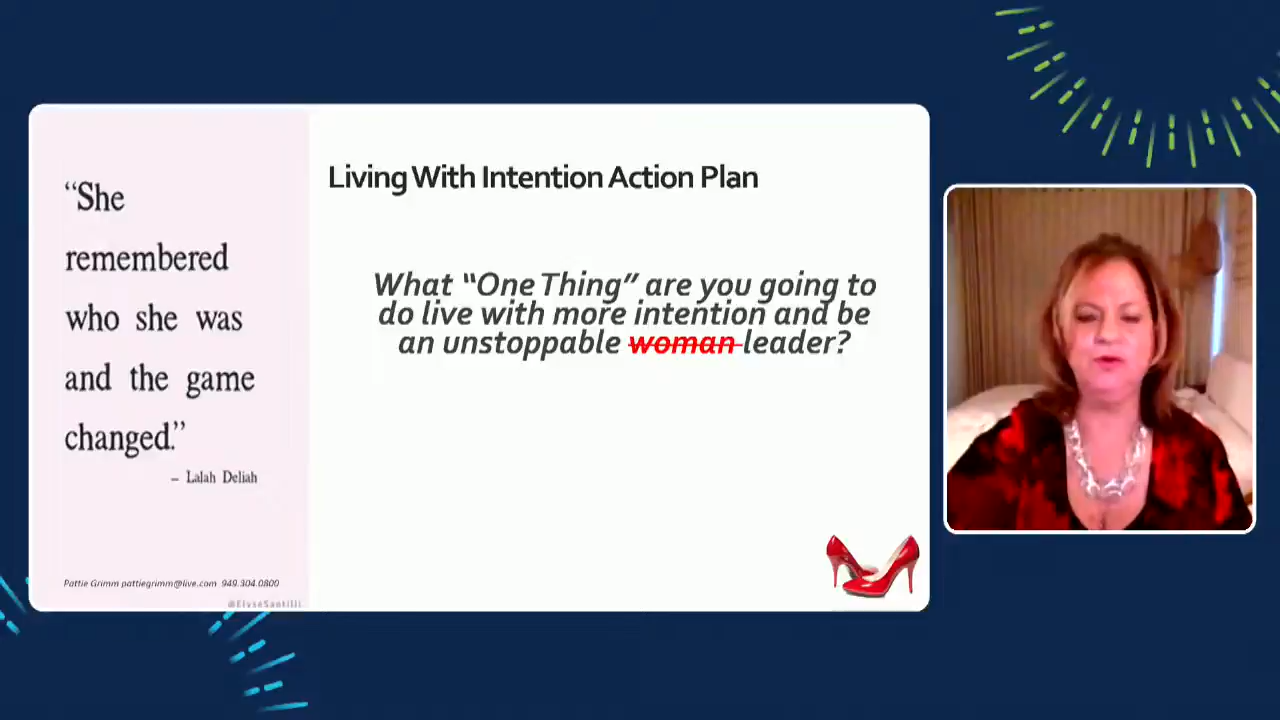 “She
remembered
who she was
and the game
changed.”
– Lalah Deliah
Pattie Grimm pattiegrimm@live.com 949.304.0800
@ElyseSantilli
Living With Intention Action Plan
What “One Thing” are you going to
do live with more intention and be
an unstoppable woman leader?